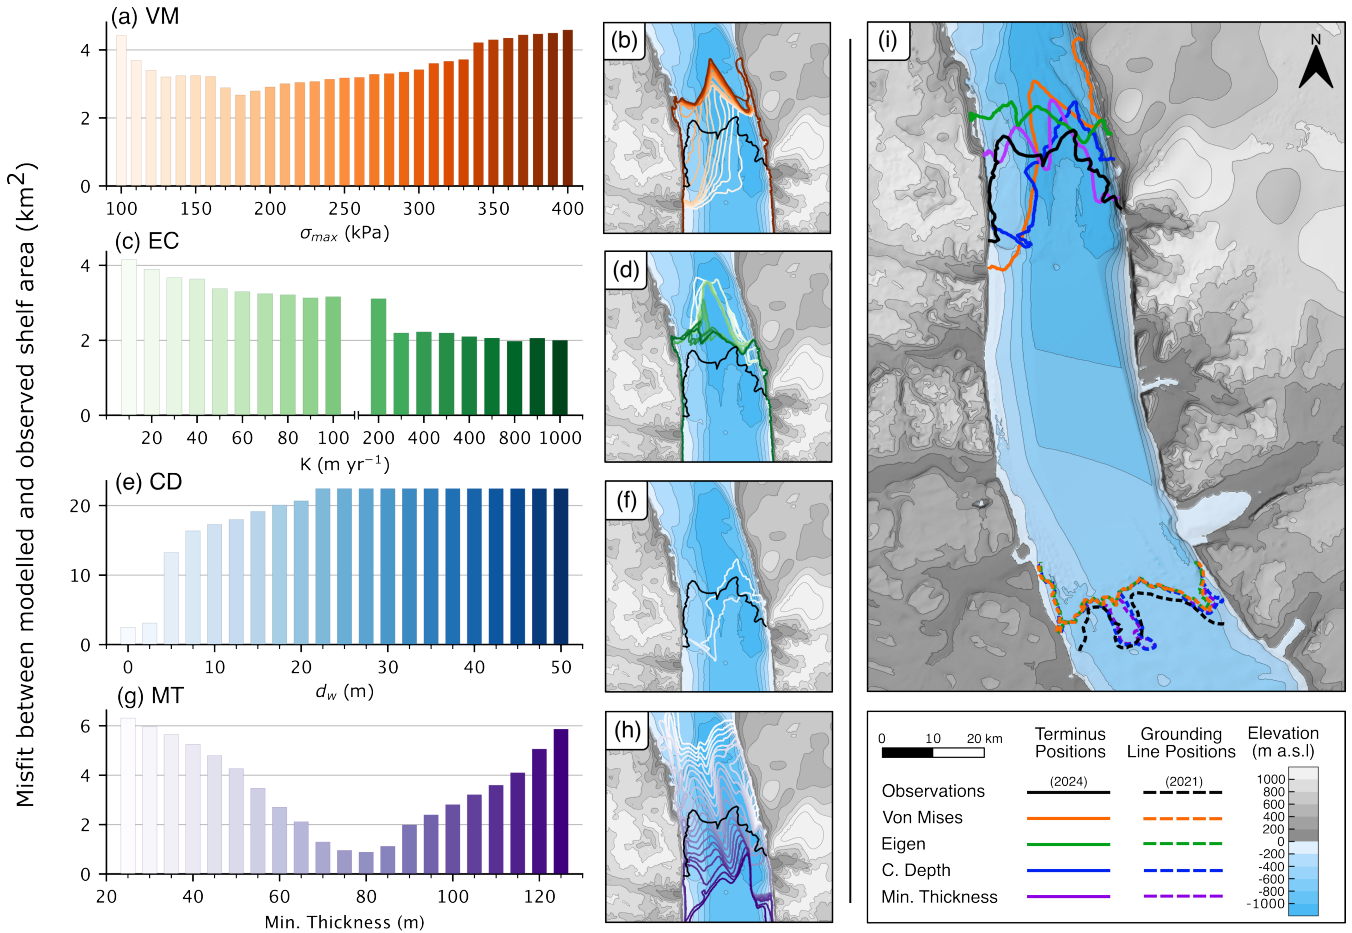 Misfit between modelled and observed shelf area (km²)
(a) VM
4
2
0
100 150 200 250 300 350 400
σmax (kPa)
(b)
(c) EC
4
2
0
20 40 60 80 100 200 400 400 800 1000
K (m yr⁻¹)
(d)
(e) CD
20
10
0
0 10 20 30 40 50
dw (m)
(f)
(g) MT
6
4
2
0
20 40 60 80 100 120
Min. Thickness (m)
(h)
(i)
N
0 10 20 km
Terminus Positions
Grounding Line Positions
Elevation (m a.s.l)
(2024) (2021)
Observations
Von Mises
Eigen
C. Depth
Min. Thickness
1000
800
600
400
200
0
-200
-400
-600
-800
-1000